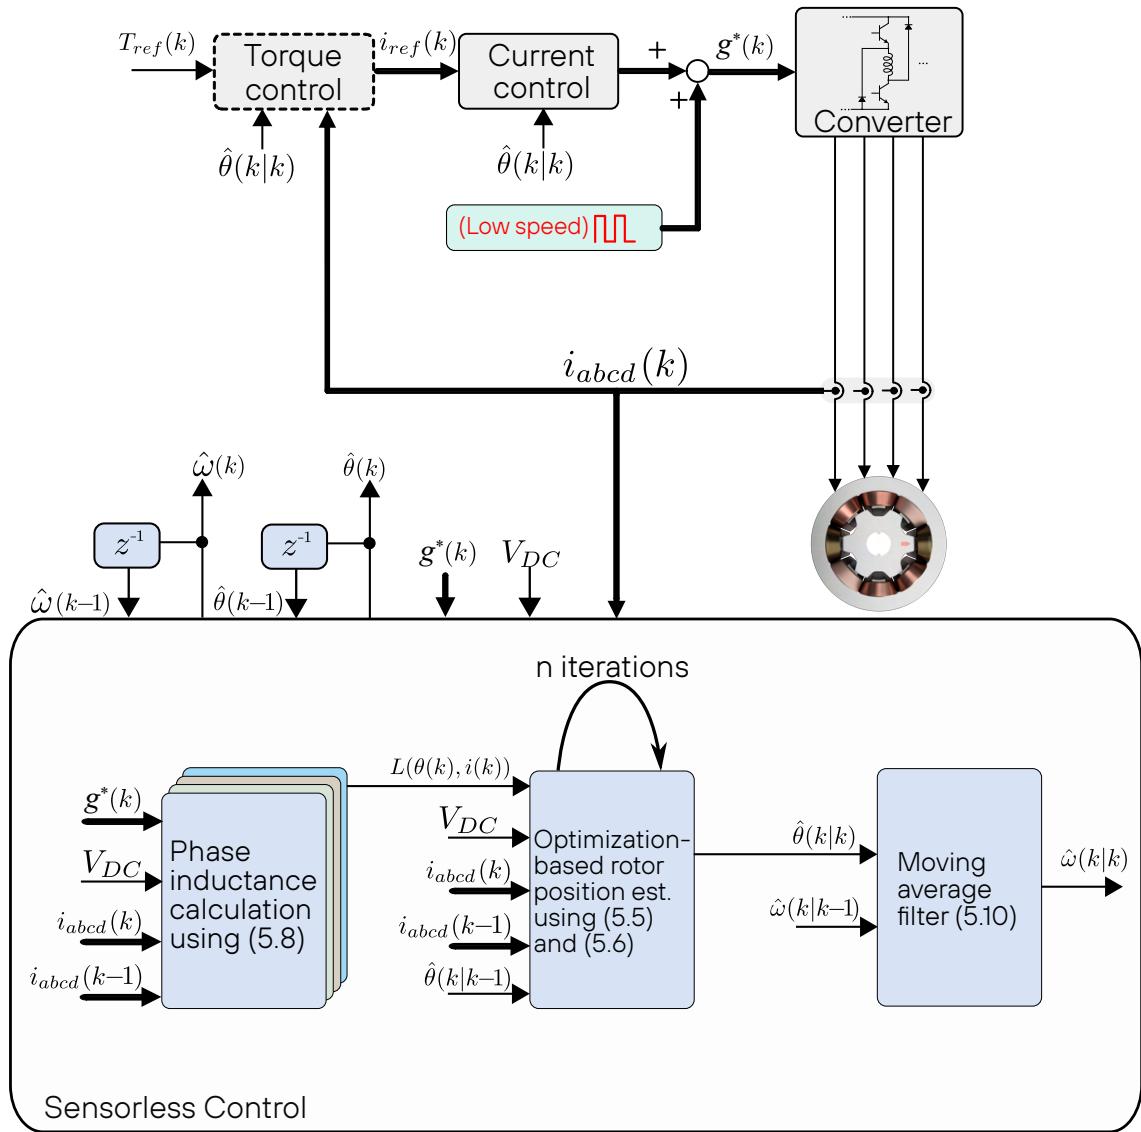 T_ref(k)
Torque
control
i_ref(k)
Current
control
+
+
g*(k)
...
...
...
Converter
θ̂(k|k)
θ̂(k|k)
(Low speed)
i_abcd(k)
ω̂(k)
θ̂(k)
z⁻¹
z⁻¹
g*(k)
V_DC
ω̂(k−1)
θ̂(k−1)
n iterations
g*(k)
V_DC
i_abcd(k)
i_abcd(k−1)
Phase
inductance
calculation
using (5.8)
L(θ(k), i(k))
V_DC
i_abcd(k)
i_abcd(k−1)
θ̂(k|k−1)
Optimization-
based rotor
position est.
using (5.5)
and (5.6)
θ̂(k|k)
ω̂(k|k−1)
Moving
average
filter (5.10)
ω̂(k|k)
Sensorless Control